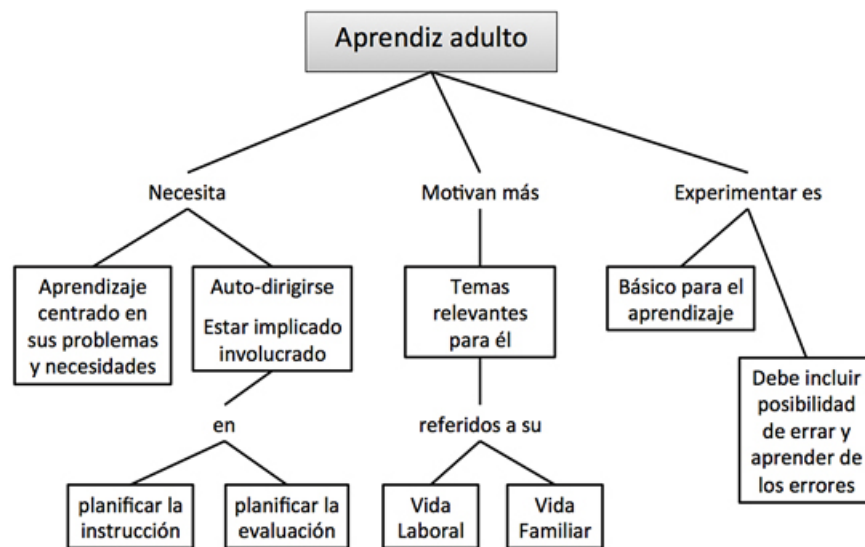 Aprendiz adulto
Necesita
Motivan más
Experimentar es
Aprendizaje
centrado en
sus problemas
y necesidades
Auto-dirigirse
Estar implicado
involucrado
Temas
relevantes
para él
Básico para el
aprendizaje
Debe incluir
posibilidad
de errar y
aprender de
los errores
en
referidos a su
planificar la
instrucción
planificar la
evaluación
Vida
Laboral
Vida
Familiar